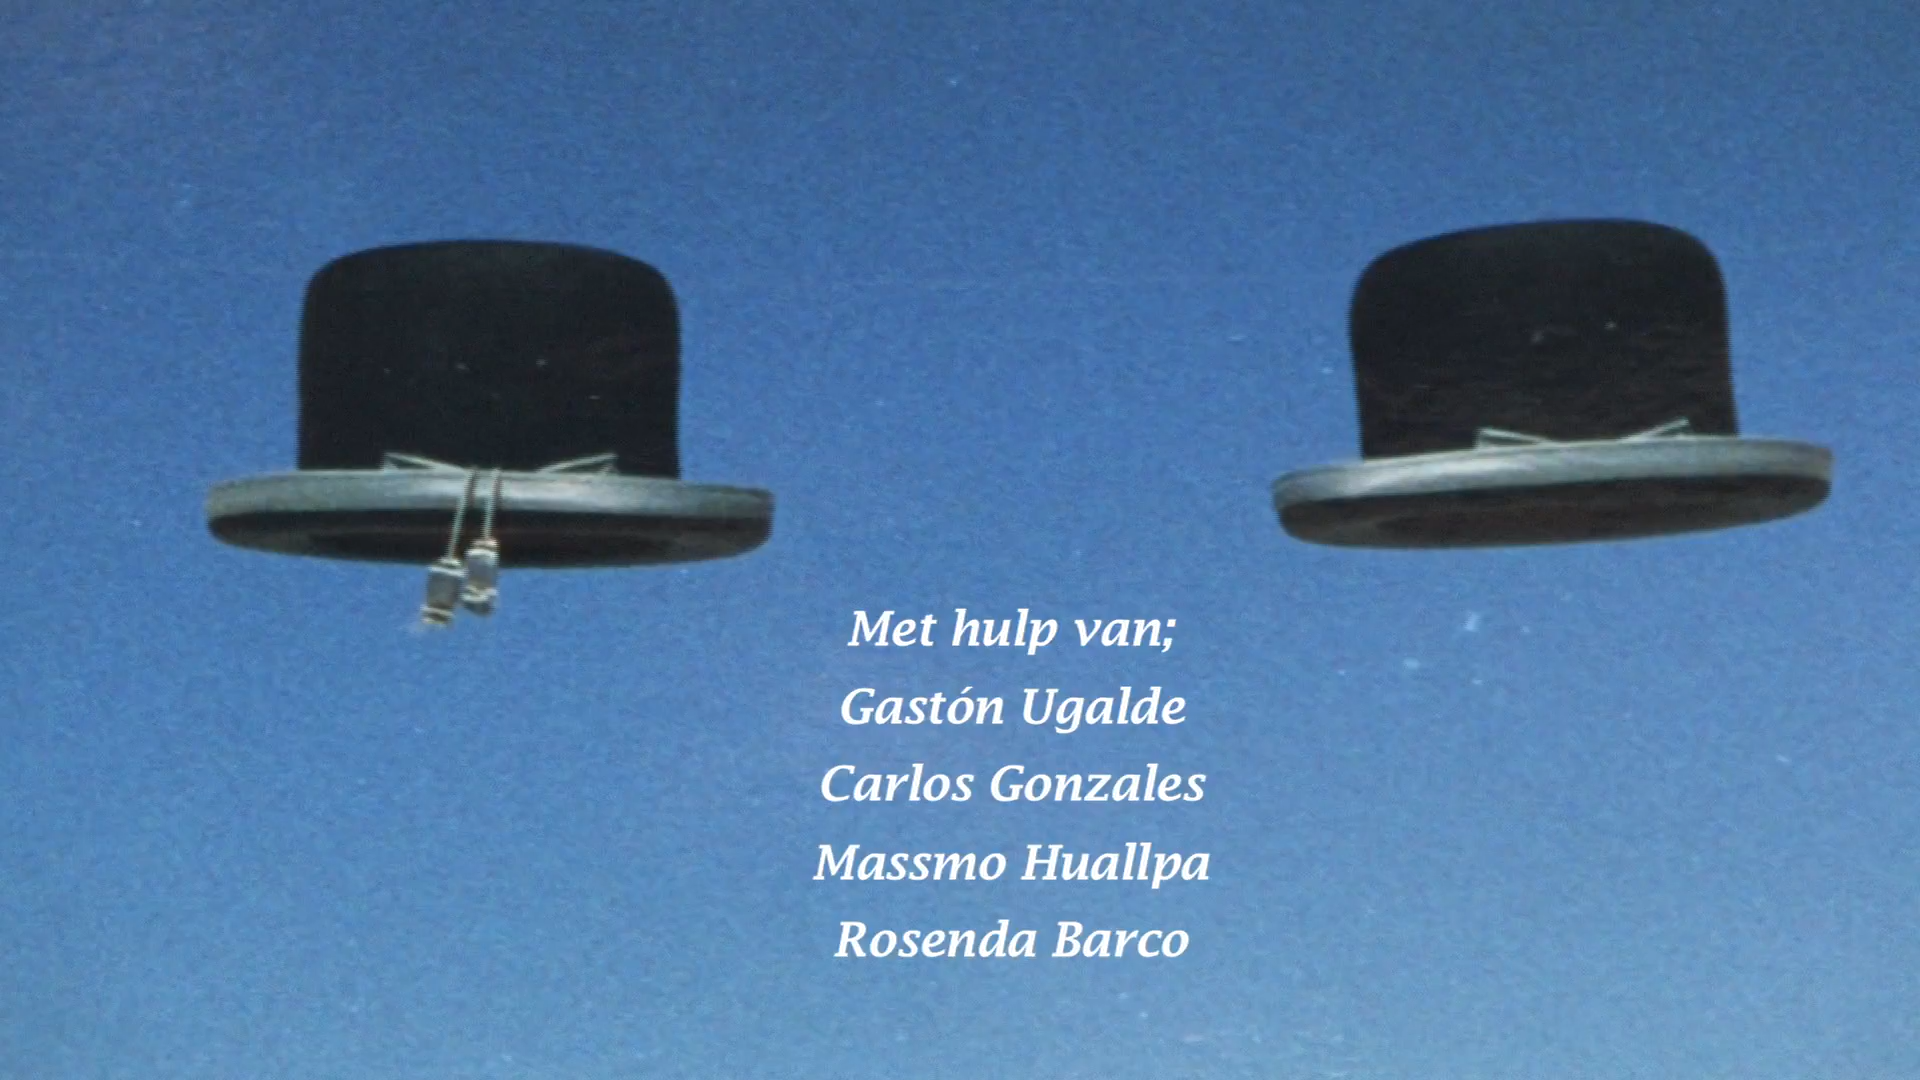 Met hulp van;
Gastón Ugalde
Carlos Gonzales
Massmo Huallpa
Rosenda Barco